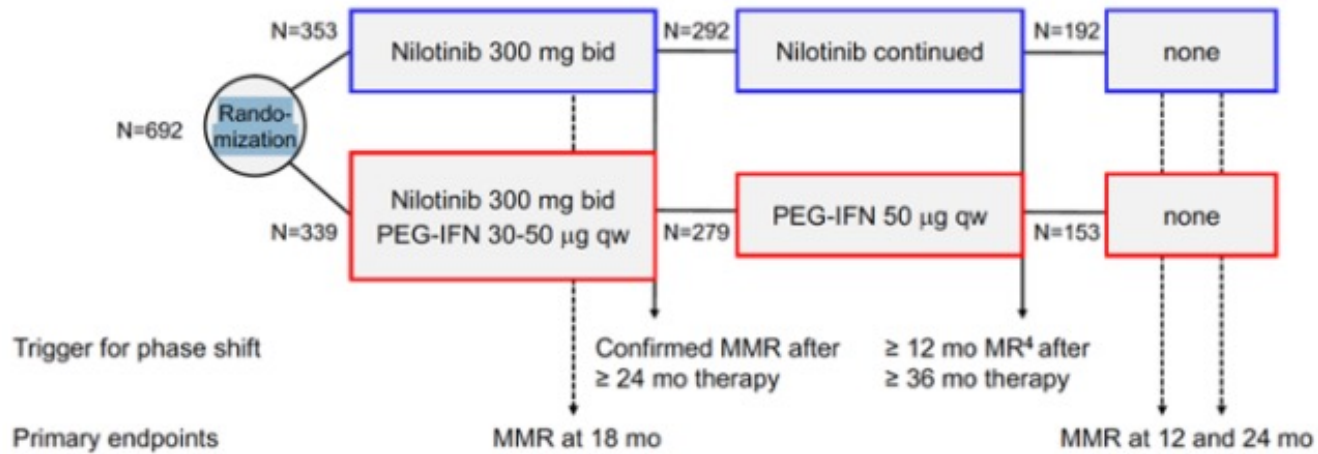 N=353
Nilotinib 300 mg bid
N=292
Nilotinib continued
N=192
none
N=692
Rando-
mization
N=339
Nilotinib 300 mg bid
PEG-IFN 30-50 μg qw
N=279
PEG-IFN 50 μg qw
N=153
none
Trigger for phase shift
Confirmed MMR after
≥ 24 mo therapy
≥ 12 mo MR⁴ after
≥ 36 mo therapy
Primary endpoints
MMR at 18 mo
MMR at 12 and 24 mo